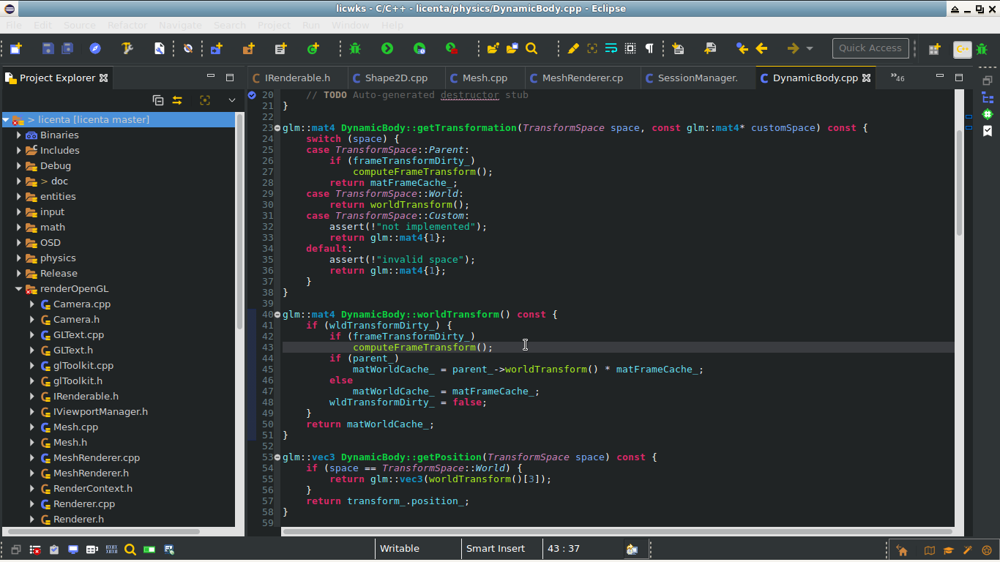 licwks - C/C++ - licenta/physics/DynamicBody.cpp - Eclipse
File Edit Source Refactor Navigate Search Project Run Window Help
Quick Access
C++
Project Explorer
IRenderable.h
Shape2D.cpp
Mesh.cpp
MeshRenderer.cp
SessionManager.
DynamicBody.cpp
»46
> licenta [licenta master]
Binaries
Includes
Debug
> doc
entities
input
math
OSD
physics
Release
renderOpenGL
Camera.cpp
Camera.h
GLText.cpp
GLText.h
glToolkit.cpp
glToolkit.h
IRenderable.h
IViewportManager.h
Mesh.cpp
Mesh.h
MeshRenderer.cpp
MeshRenderer.h
RenderContext.h
Renderer.cpp
Renderer.h
20     // TODO Auto-generated destructor stub
21 }
22
23 glm::mat4 DynamicBody::getTransformation(TransformSpace space, const glm::mat4* customSpace) const {
24     switch (space) {
25     case TransformSpace::Parent:
26         if (frameTransformDirty_)
27             computeFrameTransform();
28         return matFrameCache_;
29     case TransformSpace::World:
30         return worldTransform();
31     case TransformSpace::Custom:
32         assert(!"not implemented");
33         return glm::mat4{1};
34     default:
35         assert(!"invalid space");
36         return glm::mat4{1};
37     }
38 }
39
40 glm::mat4 DynamicBody::worldTransform() const {
41     if (wldTransformDirty_) {
42         if (frameTransformDirty_)
43             computeFrameTransform();
44         if (parent_)
45             matWorldCache_ = parent_->worldTransform() * matFrameCache_;
46         else
47             matWorldCache_ = matFrameCache_;
48         wldTransformDirty_ = false;
49     }
50     return matWorldCache_;
51 }
52
53 glm::vec3 DynamicBody::getPosition(TransformSpace space) const {
54     if (space == TransformSpace::World) {
55         return glm::vec3(worldTransform()[3]);
56     }
57     return transform_.position_;
58 }
59
Writable
Smart Insert
43 : 37